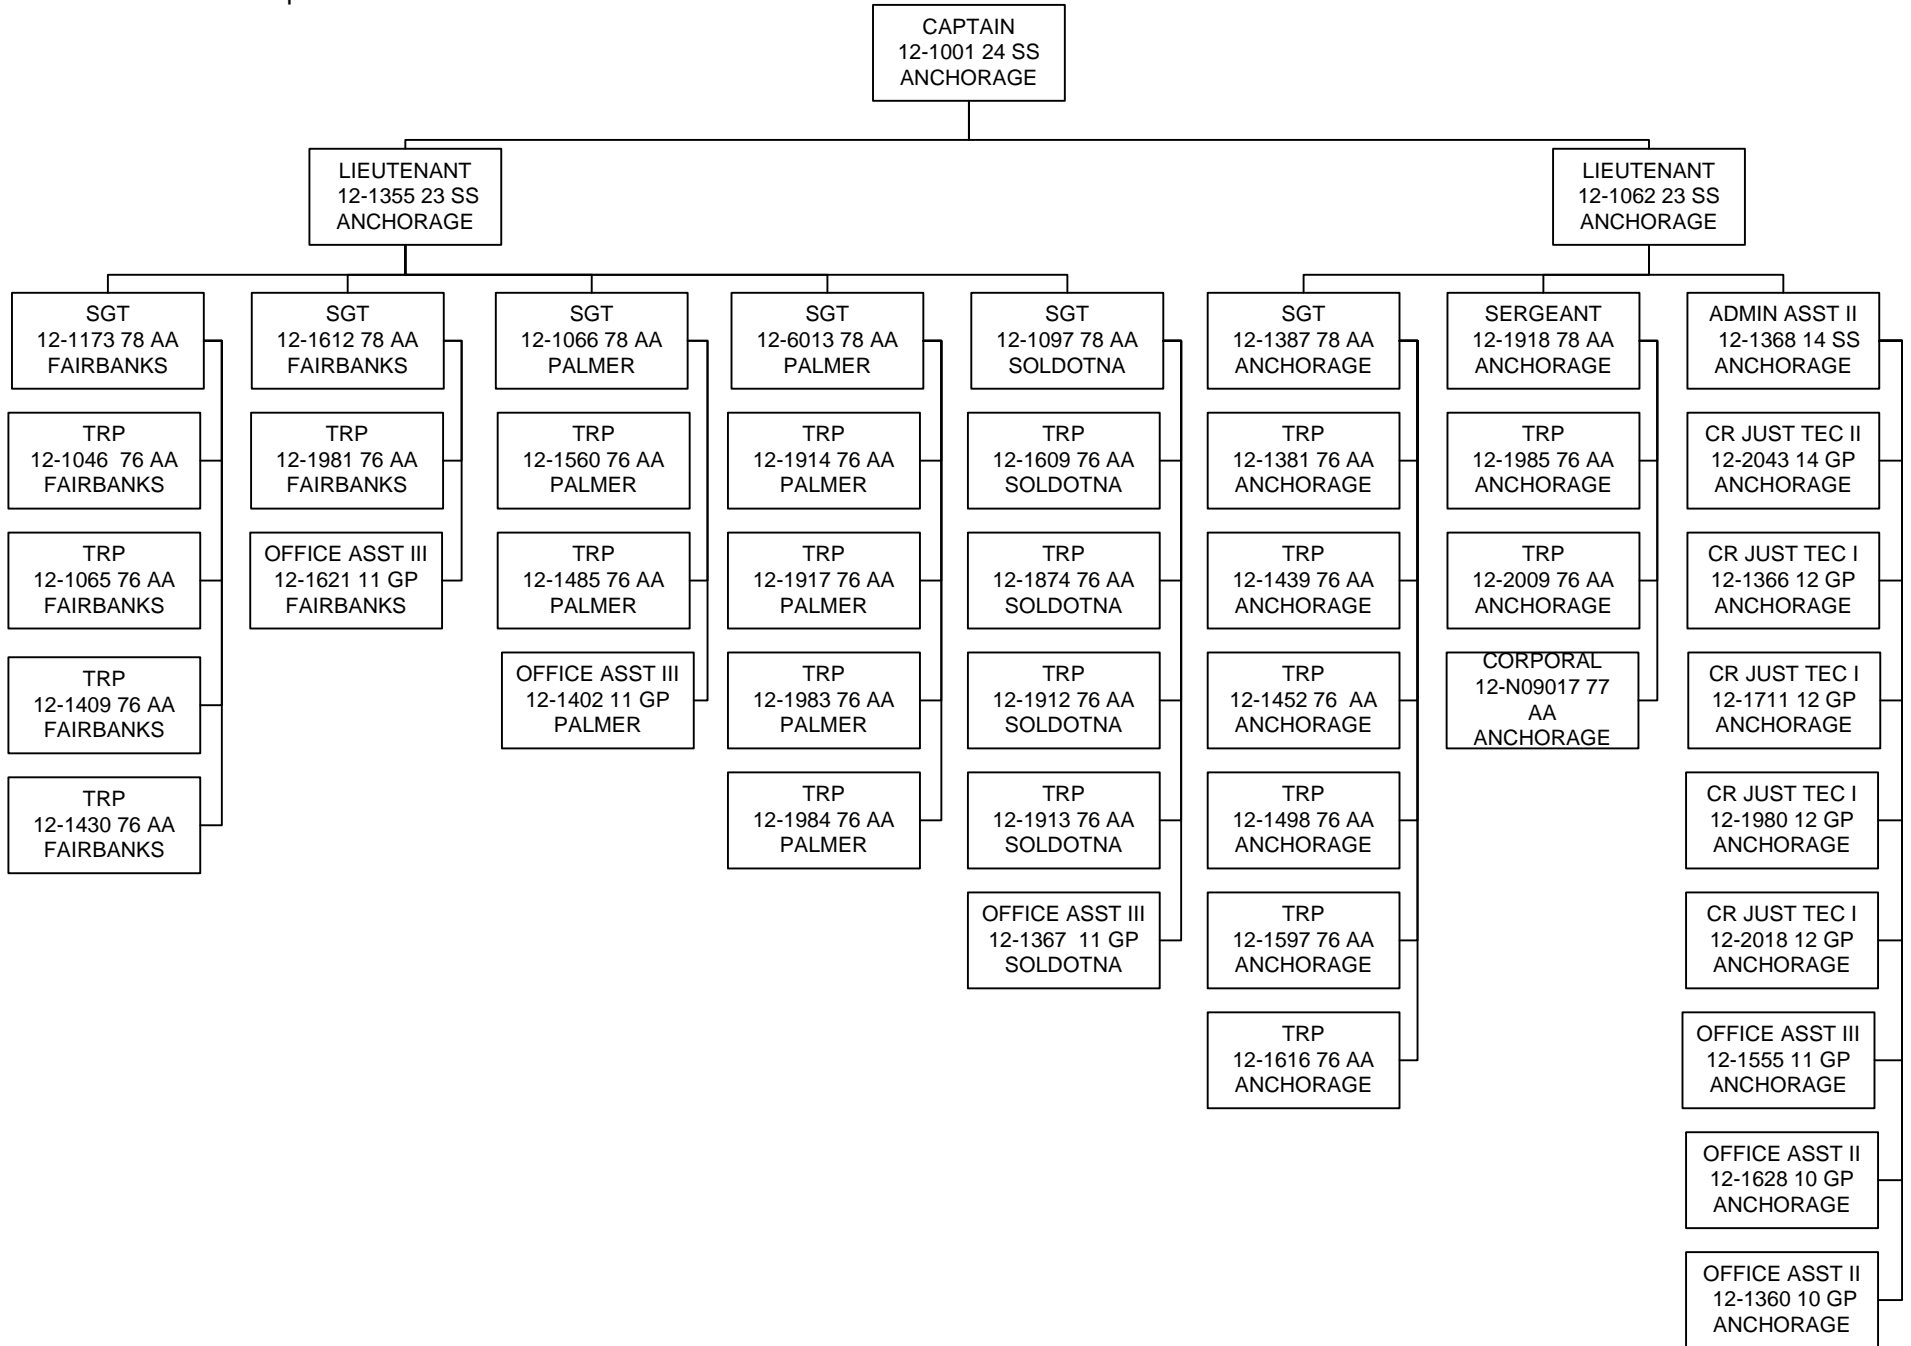 CAPTAIN
12-1001 24 SS
ANCHORAGE
LIEUTENANT
12-1355 23 SS
ANCHORAGE
LIEUTENANT
12-1062 23 SS
ANCHORAGE
SGT
12-1173 78 AA
FAIRBANKS
TRP
12-1046 76 AA
FAIRBANKS
TRP
12-1065 76 AA
FAIRBANKS
TRP
12-1409 76 AA
FAIRBANKS
TRP
12-1430 76 AA
FAIRBANKS
SGT
12-1612 78 AA
FAIRBANKS
TRP
12-1981 76 AA
FAIRBANKS
OFFICE ASST III
12-1621 11 GP
FAIRBANKS
SGT
12-1066 78 AA
PALMER
TRP
12-1560 76 AA
PALMER
TRP
12-1485 76 AA
PALMER
OFFICE ASST III
12-1402 11 GP
PALMER
SGT
12-6013 78 AA
PALMER
TRP
12-1914 76 AA
PALMER
TRP
12-1917 76 AA
PALMER
TRP
12-1983 76 AA
PALMER
TRP
12-1984 76 AA
PALMER
SGT
12-1097 78 AA
SOLDOTNA
TRP
12-1609 76 AA
SOLDOTNA
TRP
12-1874 76 AA
SOLDOTNA
TRP
12-1912 76 AA
SOLDOTNA
TRP
12-1913 76 AA
SOLDOTNA
OFFICE ASST III
12-1367 11 GP
SOLDOTNA
SGT
12-1387 78 AA
ANCHORAGE
TRP
12-1381 76 AA
ANCHORAGE
TRP
12-1439 76 AA
ANCHORAGE
TRP
12-1452 76 AA
ANCHORAGE
TRP
12-1498 76 AA
ANCHORAGE
TRP
12-1597 76 AA
ANCHORAGE
TRP
12-1616 76 AA
ANCHORAGE
SERGEANT
12-1918 78 AA
ANCHORAGE
TRP
12-1985 76 AA
ANCHORAGE
TRP
12-2009 76 AA
ANCHORAGE
CORPORAL
12-N09017 77
AA
ANCHORAGE
ADMIN ASST II
12-1368 14 SS
ANCHORAGE
CR JUST TEC II
12-2043 14 GP
ANCHORAGE
CR JUST TEC I
12-1366 12 GP
ANCHORAGE
CR JUST TEC I
12-1711 12 GP
ANCHORAGE
CR JUST TEC I
12-1980 12 GP
ANCHORAGE
CR JUST TEC I
12-2018 12 GP
ANCHORAGE
OFFICE ASST III
12-1555 11 GP
ANCHORAGE
OFFICE ASST II
12-1628 10 GP
ANCHORAGE
OFFICE ASST II
12-1360 10 GP
ANCHORAGE